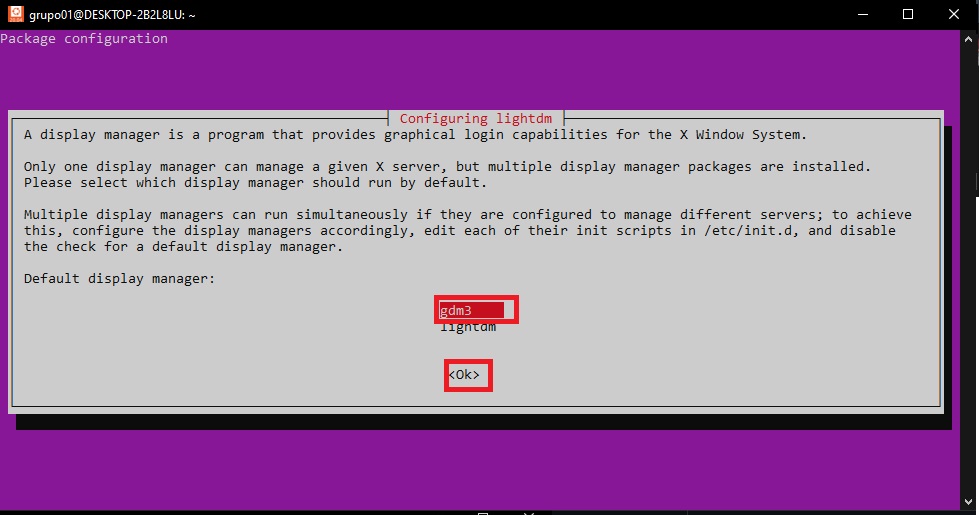 grupo01@DESKTOP-2B2L8LU: ~
Package configuration
Configuring lightdm
A display manager is a program that provides graphical login capabilities for the X Window System.
Only one display manager can manage a given X server, but multiple display manager packages are installed.
Please select which display manager should run by default.
Multiple display managers can run simultaneously if they are configured to manage different servers; to achieve
this, configure the display managers accordingly, edit each of their init scripts in /etc/init.d, and disable
the check for a default display manager.
Default display manager:
gdm3
lightdm
<Ok>